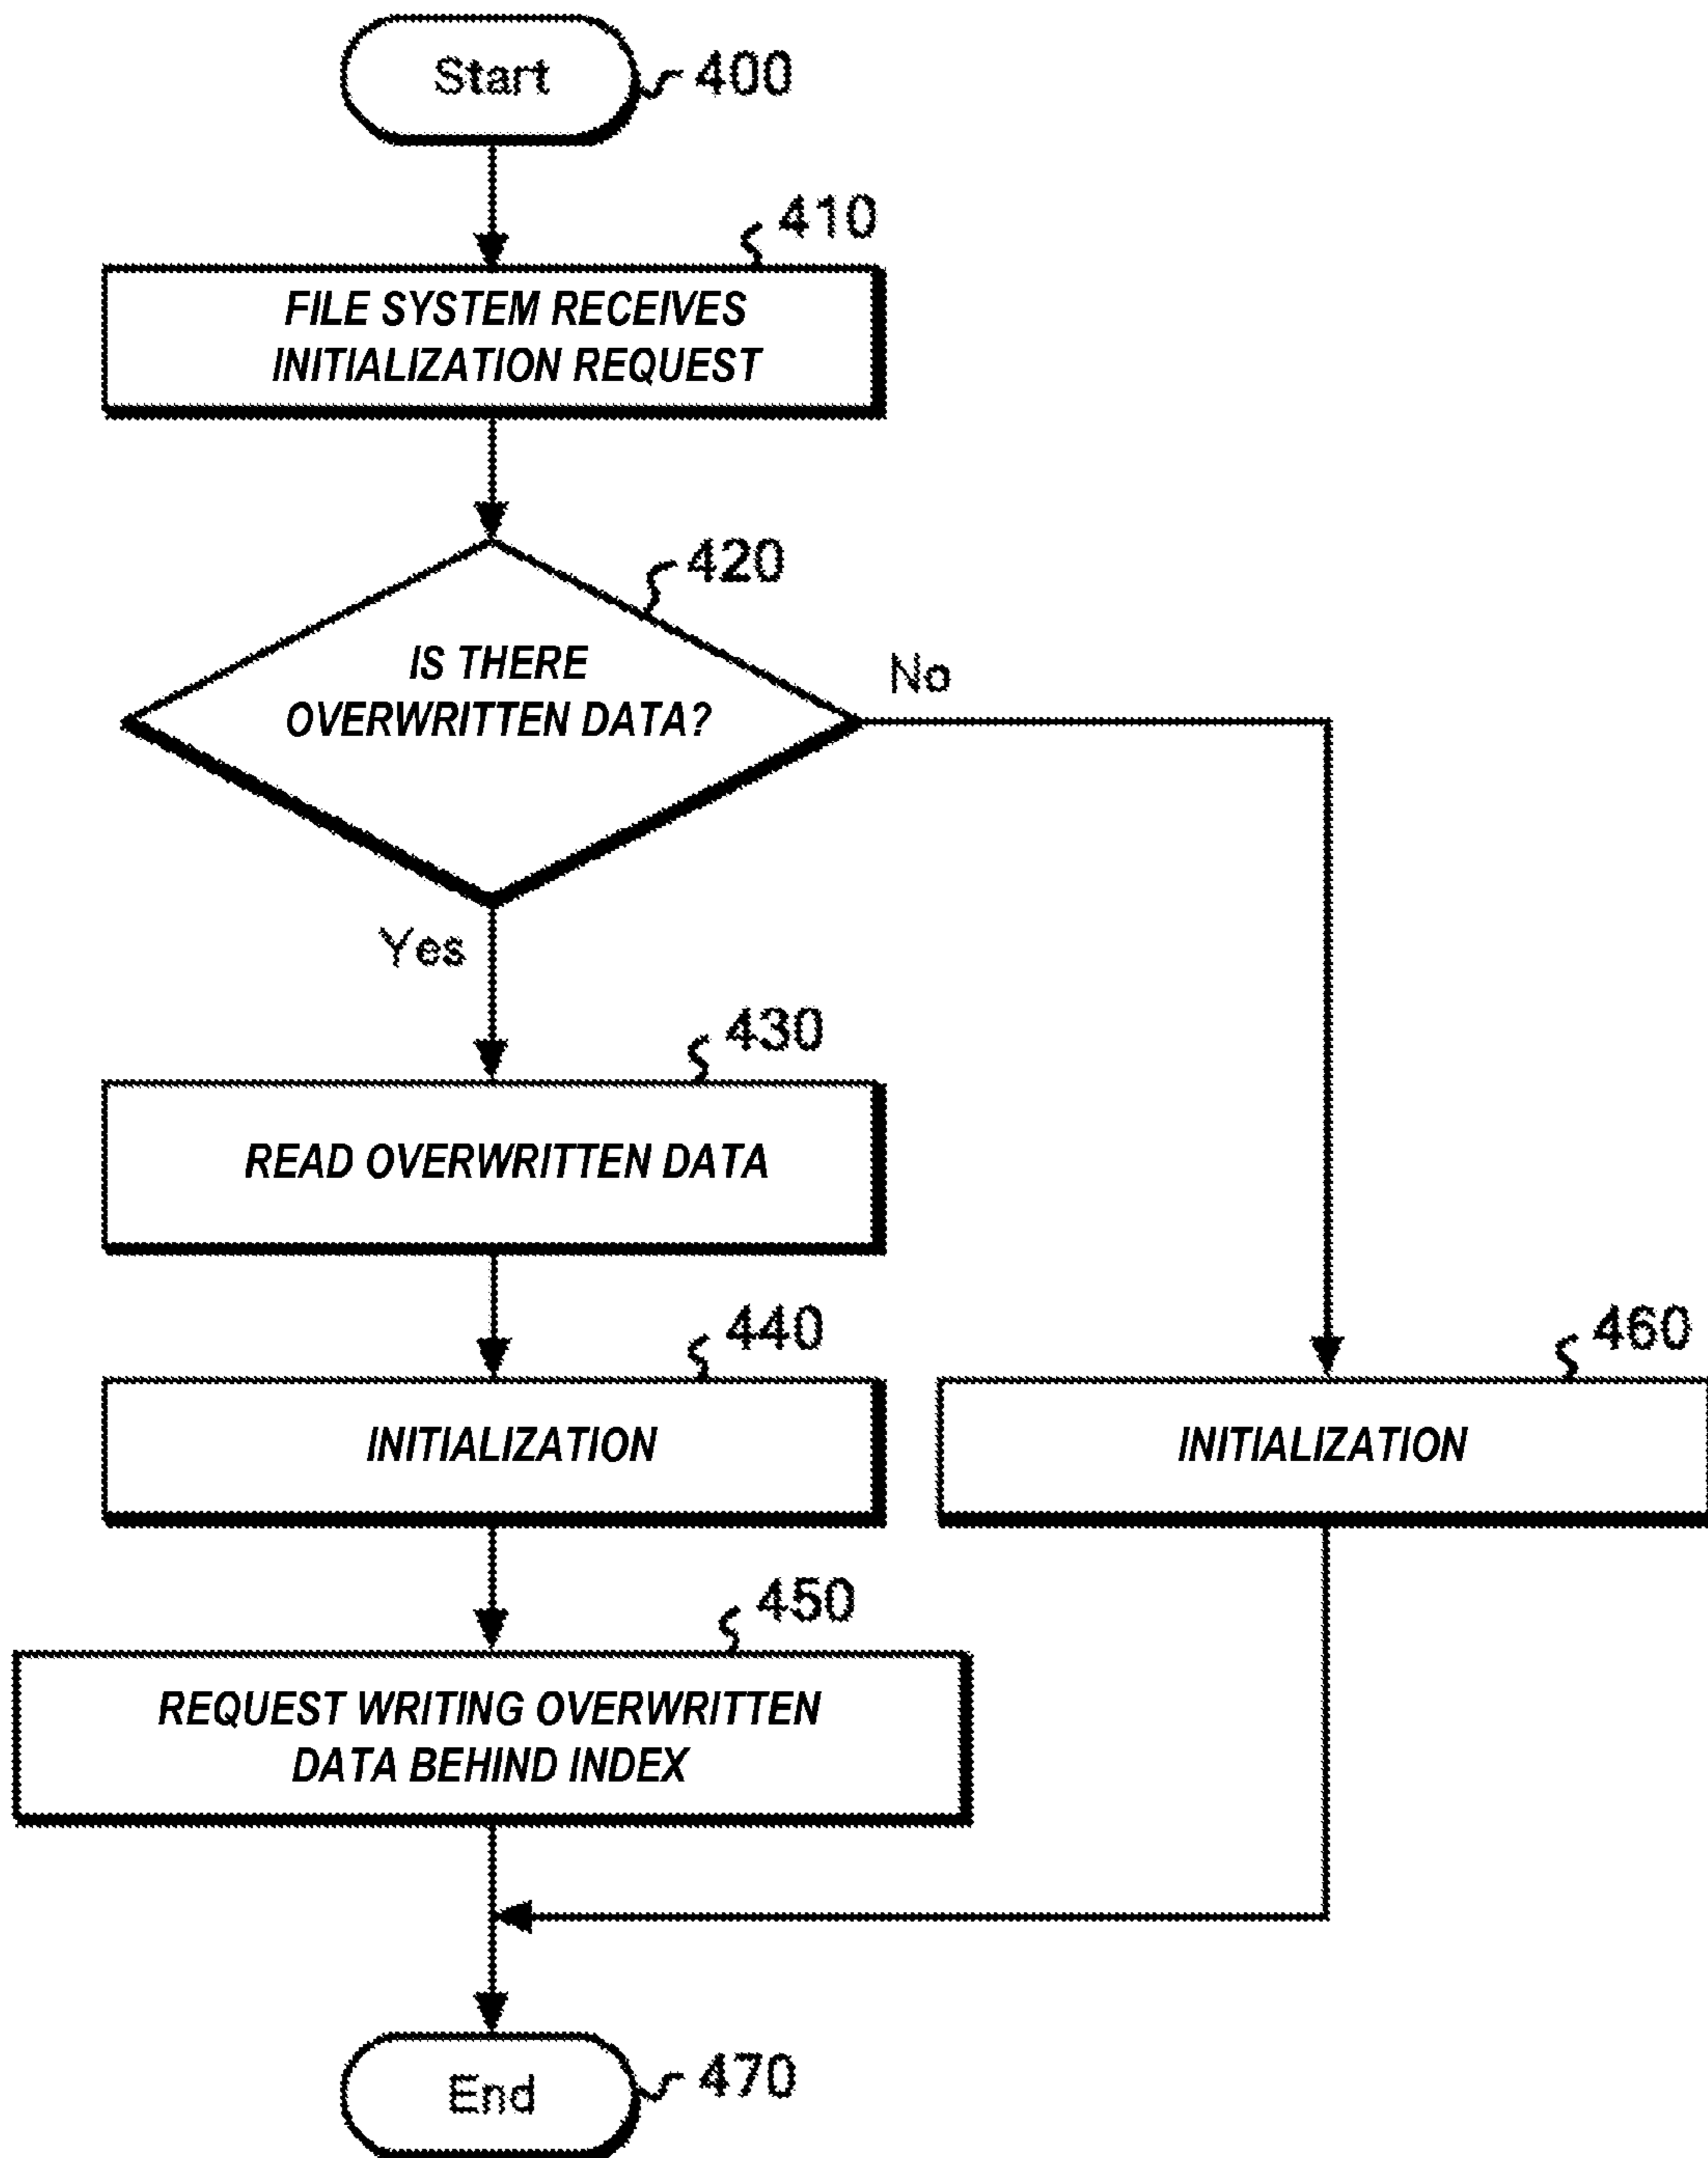 Start
400
410
FILE SYSTEM RECEIVES
INITIALIZATION REQUEST
420
IS THERE
OVERWRITTEN DATA?
No
Yes
430
READ OVERWRITTEN DATA
440
INITIALIZATION
460
INITIALIZATION
450
REQUEST WRITING OVERWRITTEN
DATA BEHIND INDEX
End
470